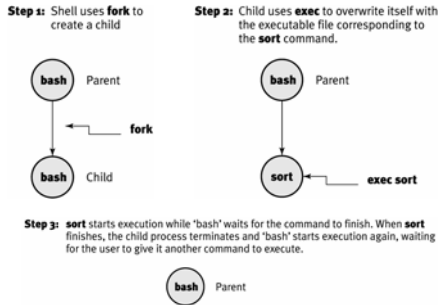 Step 1: Shell uses fork to
create a child
Step 2: Child uses exec to overwrite itself with
the executable file corresponding to
the sort command.
bash Parent
bash Parent
fork
bash Child
sort
exec sort
Step 3: sort starts execution while 'bash' waits for the command to finish. When sort
finishes, the child process terminates and 'bash' starts execution again, waiting
for the user to give it another command to execute.
bash Parent